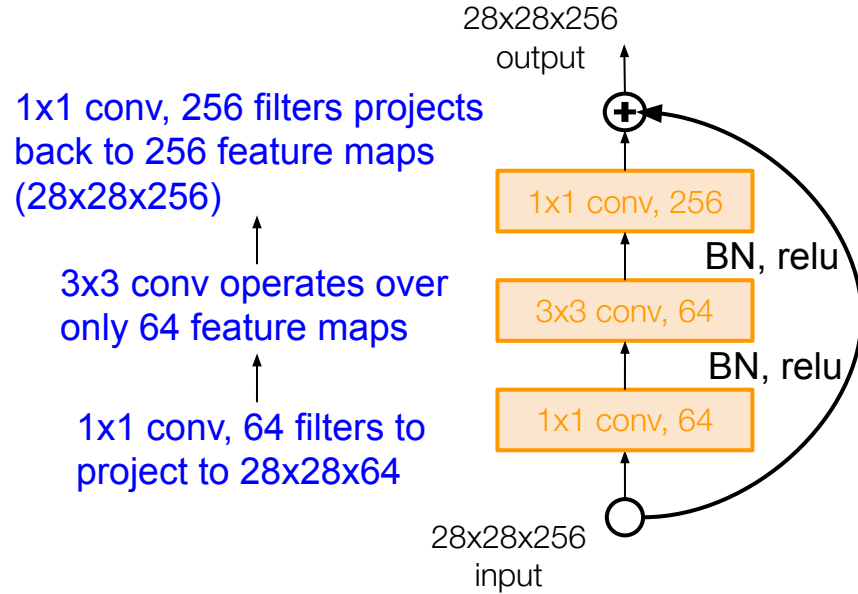 28x28x256
output
1x1 conv, 256 filters projects
back to 256 feature maps
(28x28x256)
3x3 conv operates over
only 64 feature maps
1x1 conv, 64 filters to
project to 28x28x64
+
1x1 conv, 256
BN, relu
3x3 conv, 64
BN, relu
1x1 conv, 64
28x28x256
input